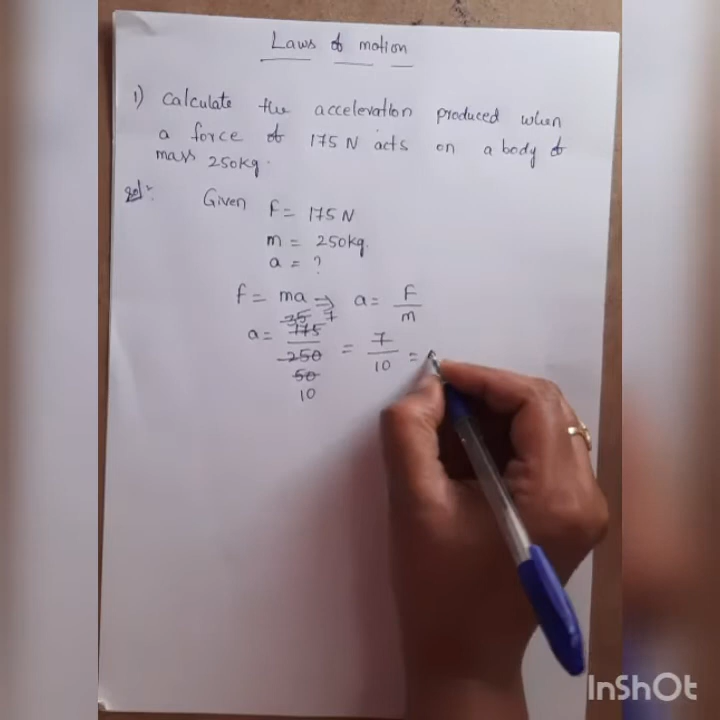 Laws of motion
1) Calculate the acceleration produced when
a force of 175 N acts on a body of
mass 250kg.
Sol:
Given F = 175 N
m = 250kg.
a = ?
F = ma ⇒ a = F/m
35 7
a = 175/250 = 7/10 =
50
10
InShOt